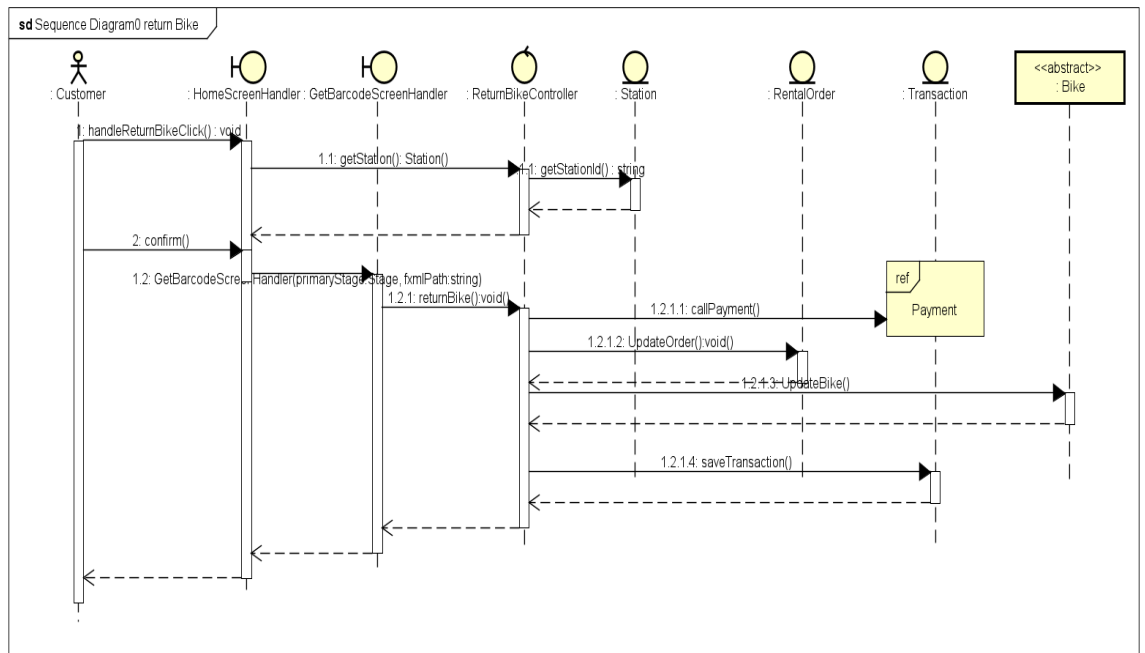 sd Sequence Diagram0 return Bike
: Customer
: HomeScreenHandler
: GetBarcodeScreenHandler
: ReturnBikeController
: Station
: RentalOrder
: Transaction
<<abstract>>
: Bike
1: handleReturnBikeClick() : void
1.1: getStation(): Station()
1.1: getStationId() : string
2: confirm()
1.2: GetBarcodeScreenHandler(primaryStage:Stage, fxmlPath:string)
1.2.1: returnBike():void()
ref
Payment
1.2.1.1: callPayment()
1.2.1.2: UpdateOrder():void()
1.2.1.3: UpdateBike()
1.2.1.4: saveTransaction()